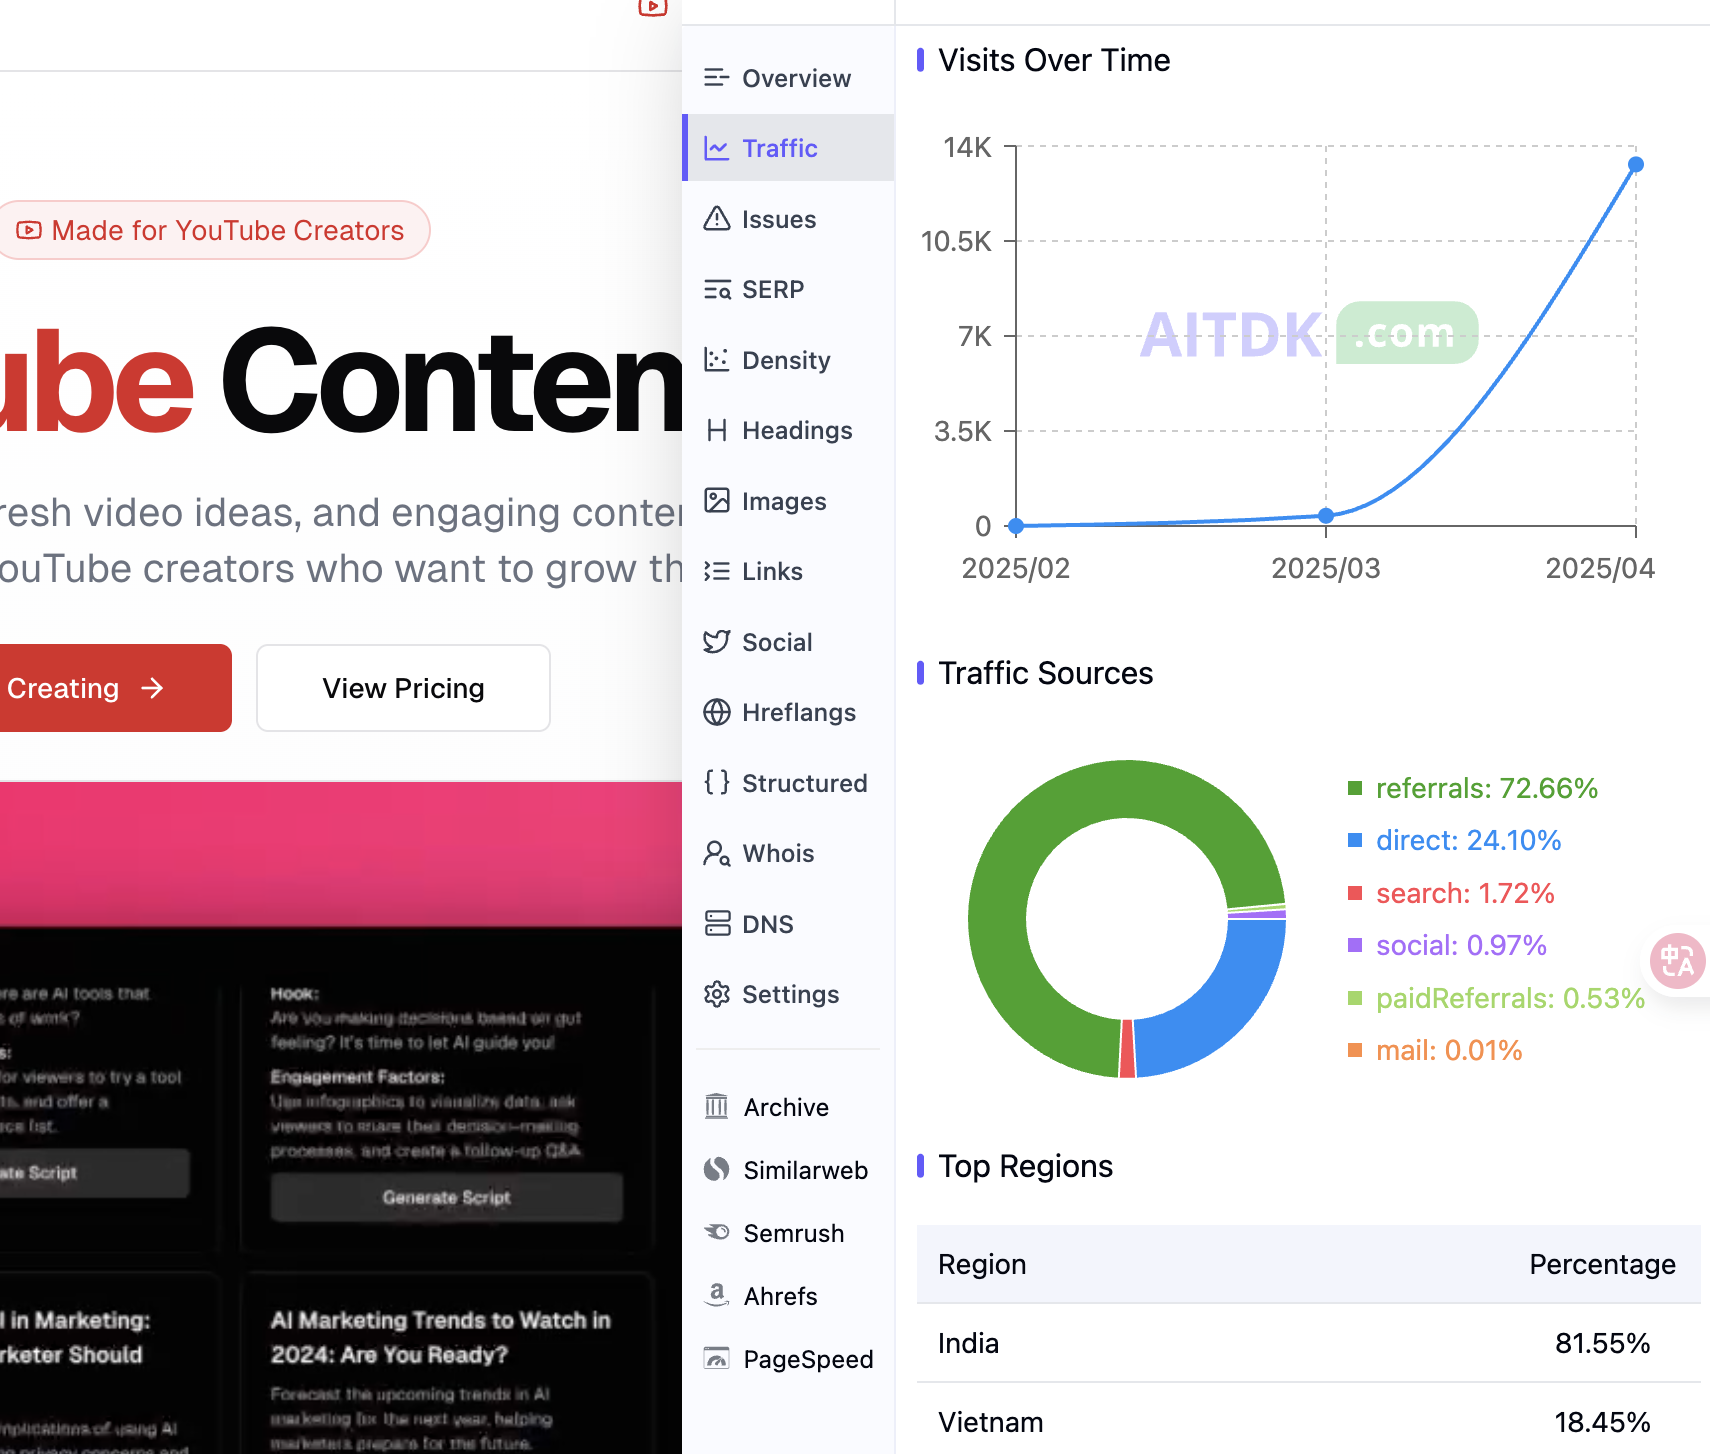 Made for YouTube Creators
ube Conten
resh video ideas, and engaging conte
ouTube creators who want to grow th
Creating →
View Pricing
re are AI tools that
s of work?
s:
or viewers to try a tool
ts, and offer a
ics list.
ate Script
Hook:
Are you making decisions based on gut
feeling? It's time to let AI guide you!
Engagement Factors:
Use infographics to visualize data, ask
viewers to share their decision-making
processes, and create a follow-up Q&A
Generate Script
I in Marketing:
rketer Should
mplications of using AI
AI Marketing Trends to Watch in
2024: Are You Ready?
Forecast the upcoming trends in AI
marketing for the next year, helping
marketers prepare for the future.
Overview
Traffic
Issues
SERP
Density
Headings
Images
Links
Social
Hreflangs
Structured
Whois
DNS
Settings
Archive
Similarweb
Semrush
Ahrefs
PageSpeed
Visits Over Time
14K
10.5K
7K
3.5K
0
2025/02
2025/03
2025/04
AITDK.com
Traffic Sources
referrals: 72.66%
direct: 24.10%
search: 1.72%
social: 0.97%
paidReferrals: 0.53%
mail: 0.01%
中A
Top Regions
Region Percentage
India 81.55%
Vietnam 18.45%